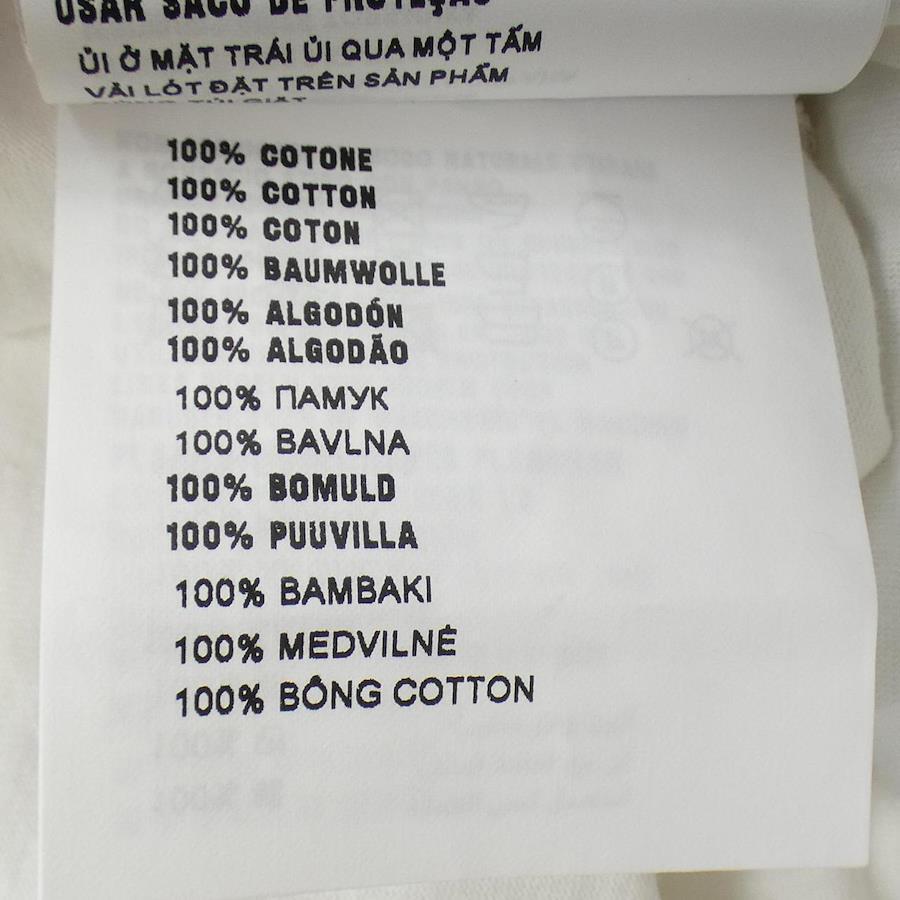 USAR SACO DE PROTEÇÃO
ỦI Ở MẶT TRÁI ỦI QUA MỘT TẤM
VẢI LÓT ĐẶT TRÊN SẢN PHẨM
100% COTONE
100% COTTON
100% COTON
100% BAUMWOLLE
100% ALGODÓN
100% ALGODÃO
100% ПАМУК
100% BAVLNA
100% BOMULD
100% PUUVILLA
100% BAMBAKI
100% MEDVILNĖ
100% BÔNG COTTON